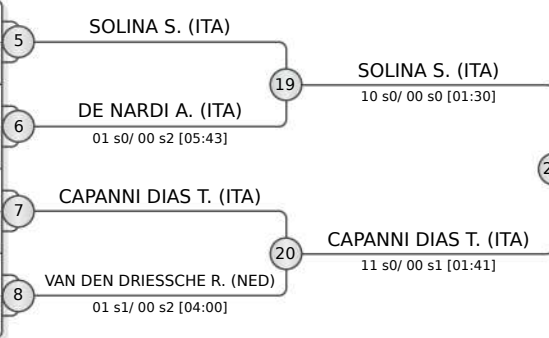 SOLINA S. (ITA)
5
19
SOLINA S. (ITA)
10 s0/ 00 s0 [01:30]
DE NARDI A. (ITA)
6
01 s0/ 00 s2 [05:43]
CAPANNI DIAS T. (ITA)
7
20
CAPANNI DIAS T. (ITA)
11 s0/ 00 s1 [01:41]
VAN DEN DRIESSCHE R. (NED)
8
01 s1/ 00 s2 [04:00]